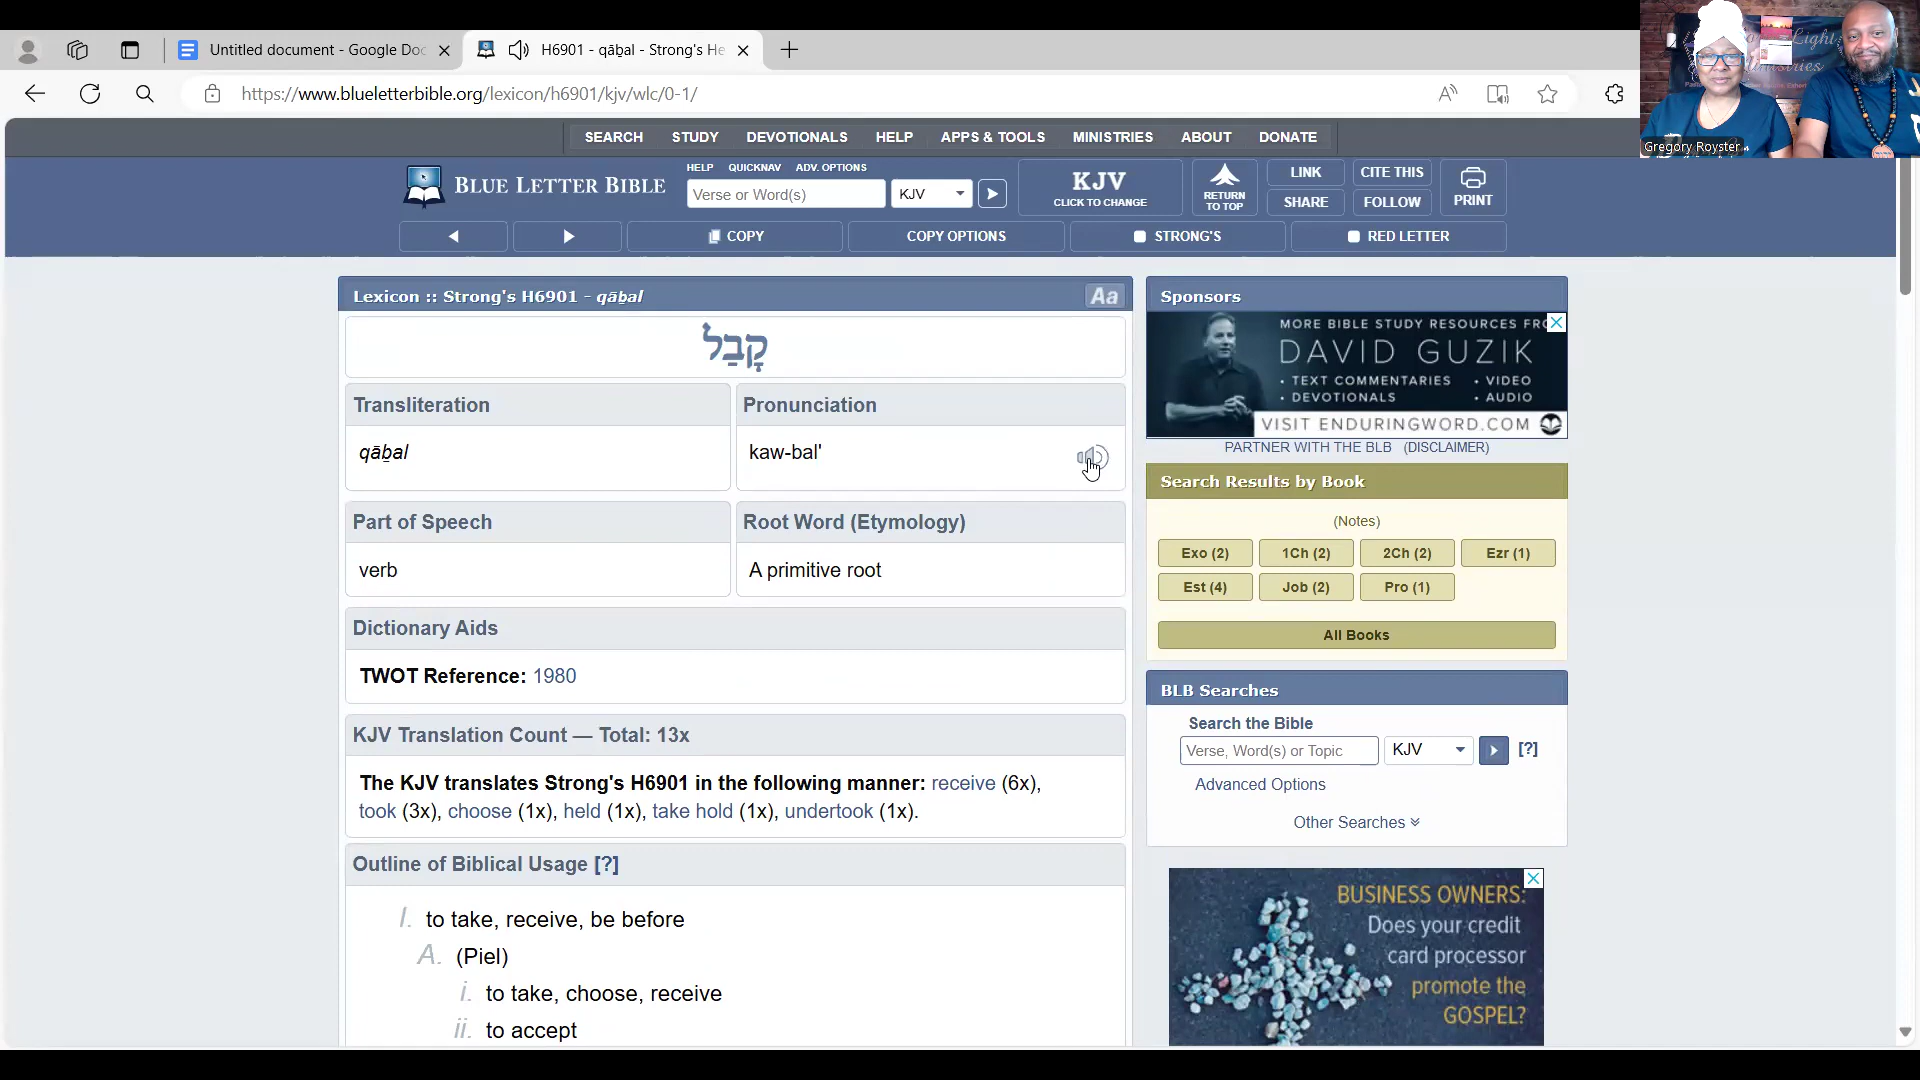 Untitled document - Google Doc
H6901 - qāḇal - Strong's He
https://www.blueletterbible.org/lexicon/h6901/kjv/wlc/0-1/
Gregory Royster
SEARCH STUDY DEVOTIONALS HELP APPS & TOOLS MINISTRIES ABOUT DONATE
HELP QUICKNAV ADV. OPTIONS
BLUE LETTER BIBLE
Verse or Word(s)
KJV
KJV
CLICK TO CHANGE
RETURN
TO TOP
LINK
CITE THIS
SHARE
FOLLOW
PRINT
COPY
COPY OPTIONS
STRONG'S
RED LETTER
Lexicon :: Strong's H6901 - qāḇal
Aa
קָבַל
Transliteration
qāḇal
Pronunciation
kaw-bal'
Part of Speech
verb
Root Word (Etymology)
A primitive root
Dictionary Aids
TWOT Reference: 1980
KJV Translation Count — Total: 13x
The KJV translates Strong's H6901 in the following manner: receive (6x),
took (3x), choose (1x), held (1x), take hold (1x), undertook (1x).
Outline of Biblical Usage [?]
I. to take, receive, be before
A. (Piel)
i. to take, choose, receive
ii. to accept
Sponsors
MORE BIBLE STUDY RESOURCES FRO
DAVID GUZIK
• TEXT COMMENTARIES • VIDEO
• DEVOTIONALS • AUDIO
VISIT ENDURINGWORD.COM
PARTNER WITH THE BLB (DISCLAIMER)
Search Results by Book
(Notes)
Exo (2) 1Ch (2) 2Ch (2) Ezr (1)
Est (4) Job (2) Pro (1)
All Books
BLB Searches
Search the Bible
Verse, Word(s) or Topic
KJV
[?]
Advanced Options
Other Searches
BUSINESS OWNERS:
Does your credit
card processor
promote the
GOSPEL?